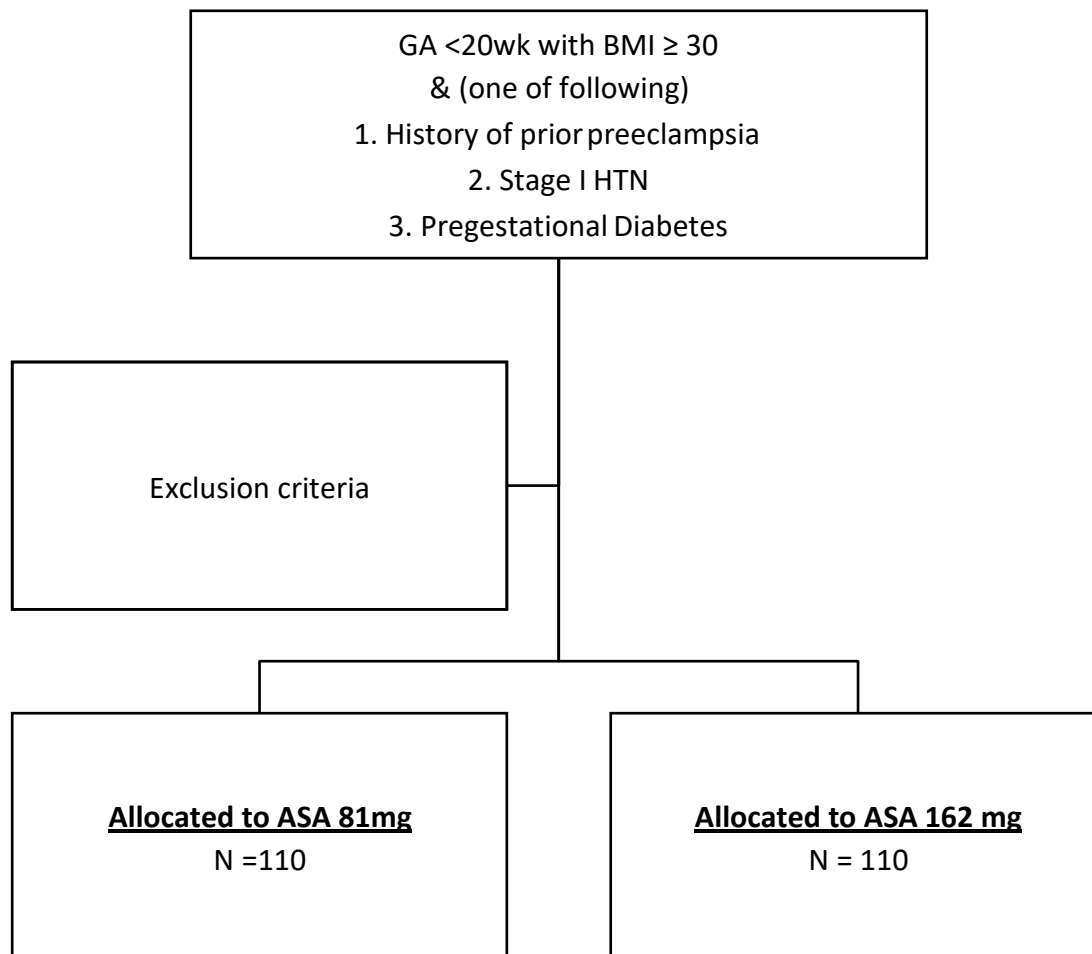 GA <20wk with BMI ≥ 30
& (one of following)
1. History of prior preeclampsia
2. Stage I HTN
3. Pregestational Diabetes
Exclusion criteria
Allocated to ASA 81mg
N =110
Allocated to ASA 162 mg
N = 110